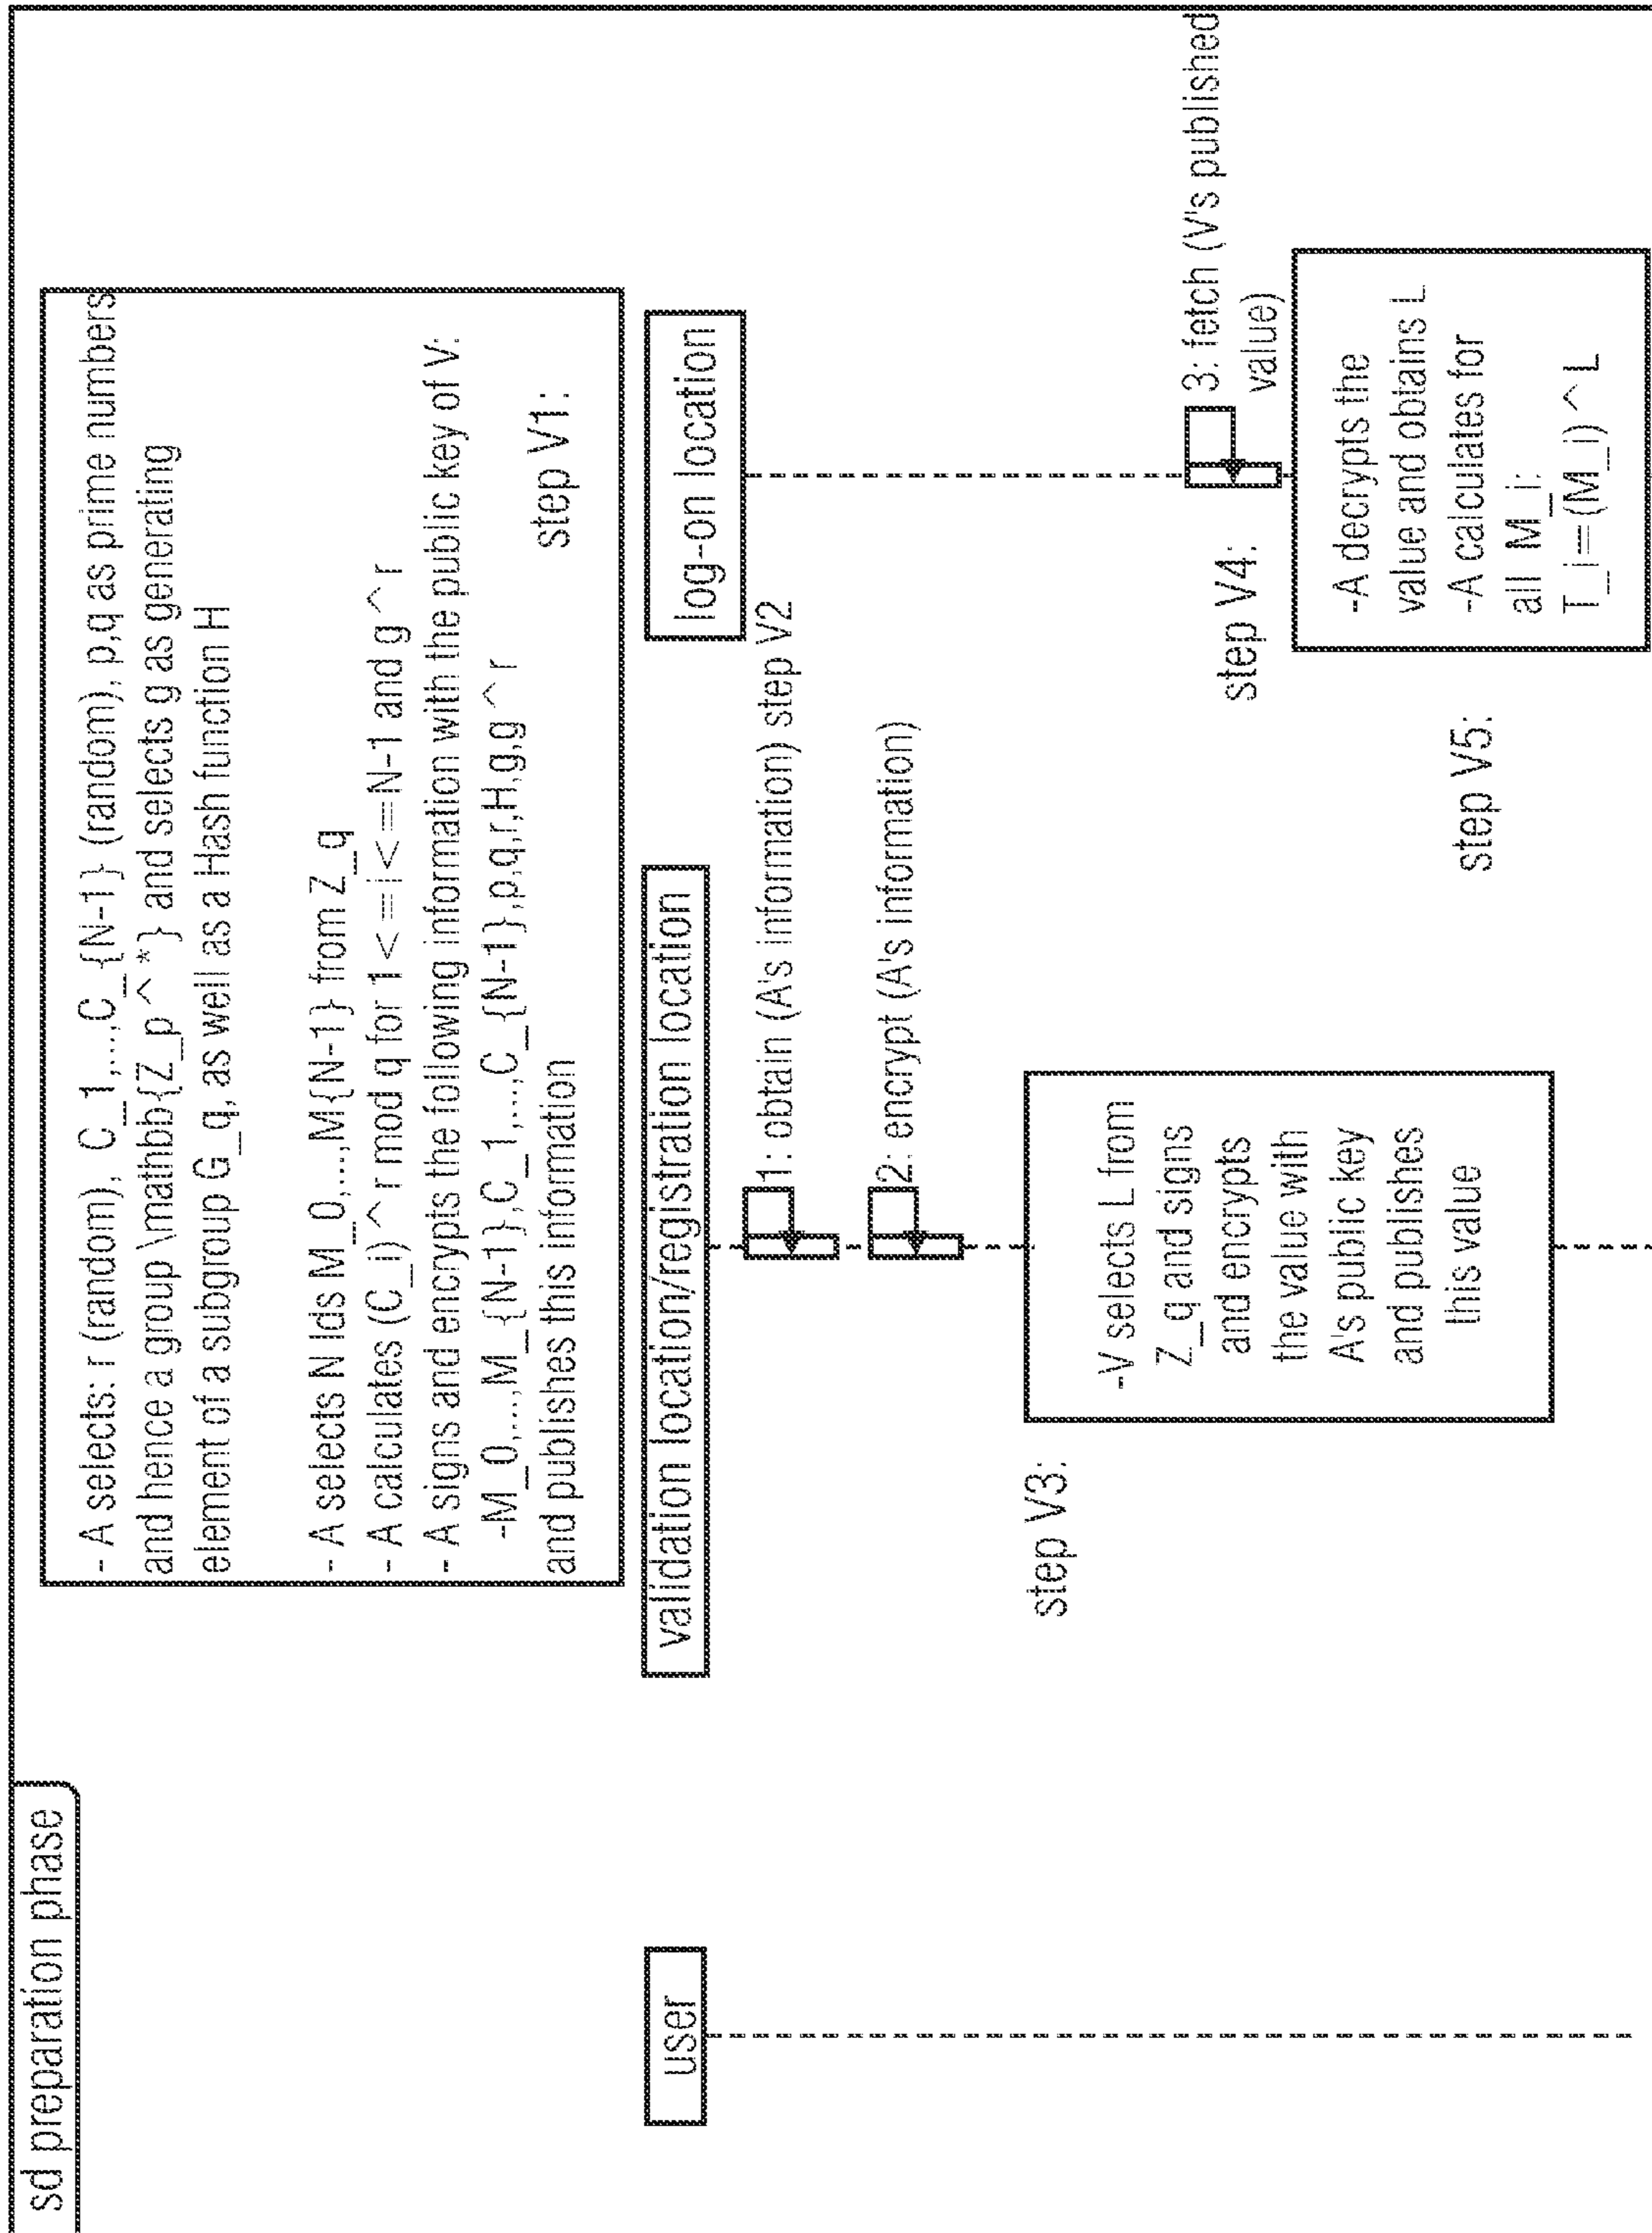 sd preparation phase
- A selects: r (random), C_1,...,C_{N-1} (random), p,q as prime numbers
and hence a group \mathbb{Z_p^*} and selects g as generating
element of a subgroup G_q, as well as a Hash function H
- A selects N Ids M_0,...,M{N-1} from Z_q
- A calculates (C_i)^r mod q for 1<=i<=N-1 and g^r
- A signs and encrypts the following information with the public key of V:
-M_0,...,M_{N-1},C_1,...,C_{N-1},p,q,r,H,g,g^r
and publishes this information
step V1:
user
validation location/registration location
log-on location
1: obtain (A's information) step V2
2: encrypt (A's information)
step V3:
-V selects L from
Z_q and signs
and encrypts
the value with
A's public key
and publishes
this value
step V4:
3: fetch (V's published
value)
step V5:
-A decrypts the
value and obtains L
-A calculates for
all M_i:
T_i=(M_i)^L